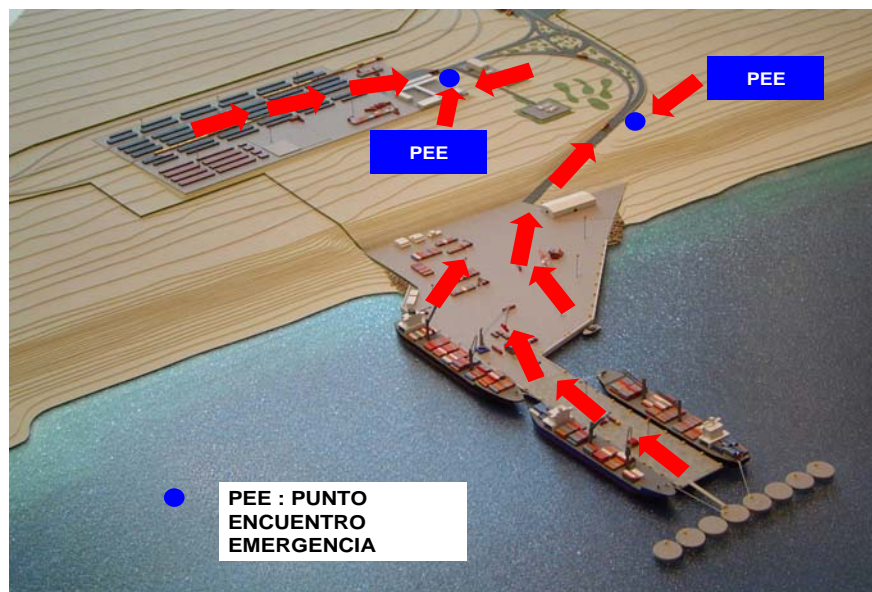 PEE
PEE
PEE : PUNTO
ENCUENTRO
EMERGENCIA